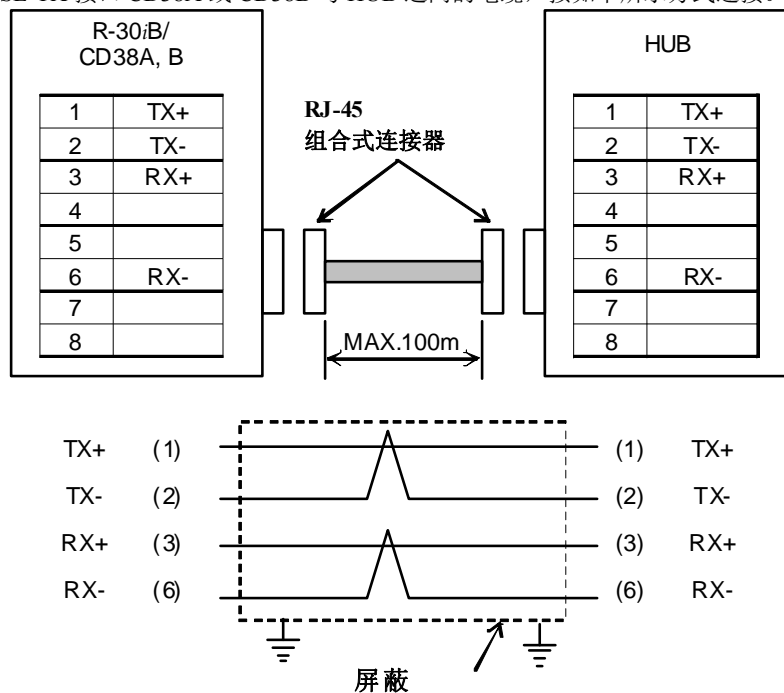 R-30iB/
CD38A, B
HUB
1 TX+
2 TX-
3 RX+
4
5
6 RX-
7
8
RJ-45
组合式连接器
MAX.100m
1 TX+
2 TX-
3 RX+
4
5
6 RX-
7
8
TX+ (1) (1) TX+
TX- (2) (2) TX-
RX+ (3) (3) RX+
RX- (6) (6) RX-
屏蔽